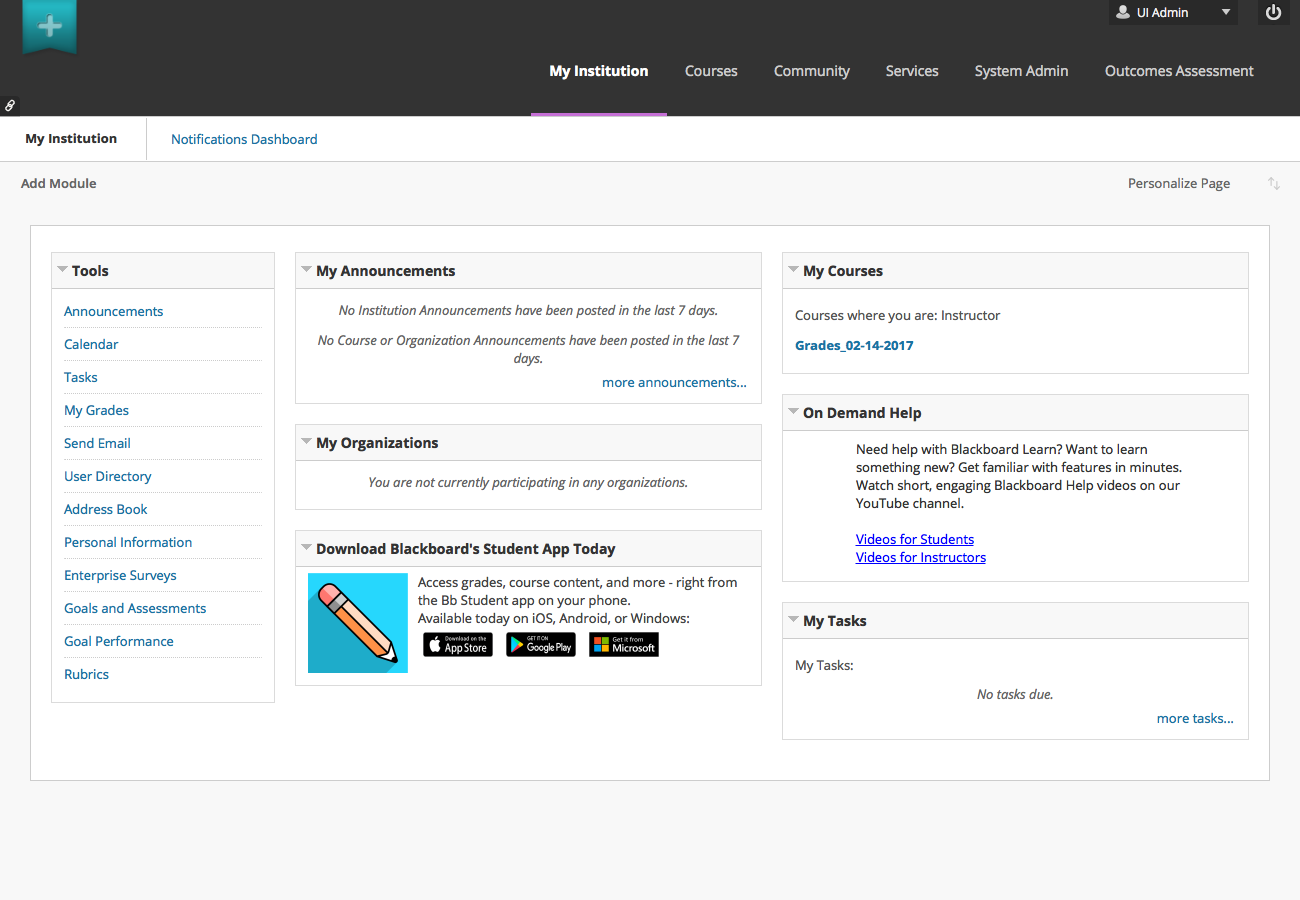 UI Admin
My Institution
Courses
Community
Services
System Admin
Outcomes Assessment
My Institution
Notifications Dashboard
Add Module
Personalize Page
Tools
Announcements
Calendar
Tasks
My Grades
Send Email
User Directory
Address Book
Personal Information
Enterprise Surveys
Goals and Assessments
Goal Performance
Rubrics
My Announcements
No Institution Announcements have been posted in the last 7 days.
No Course or Organization Announcements have been posted in the last 7
days.
more announcements...
My Organizations
You are not currently participating in any organizations.
Download Blackboard's Student App Today
Access grades, course content, and more - right from
the Bb Student app on your phone.
Available today on iOS, Android, or Windows:
Download on the
App Store
GET IT ON
Google Play
Get it from
Microsoft
My Courses
Courses where you are: Instructor
Grades_02-14-2017
On Demand Help
Need help with Blackboard Learn? Want to learn
something new? Get familiar with features in minutes.
Watch short, engaging Blackboard Help videos on our
YouTube channel.
Videos for Students
Videos for Instructors
My Tasks
My Tasks:
No tasks due.
more tasks...